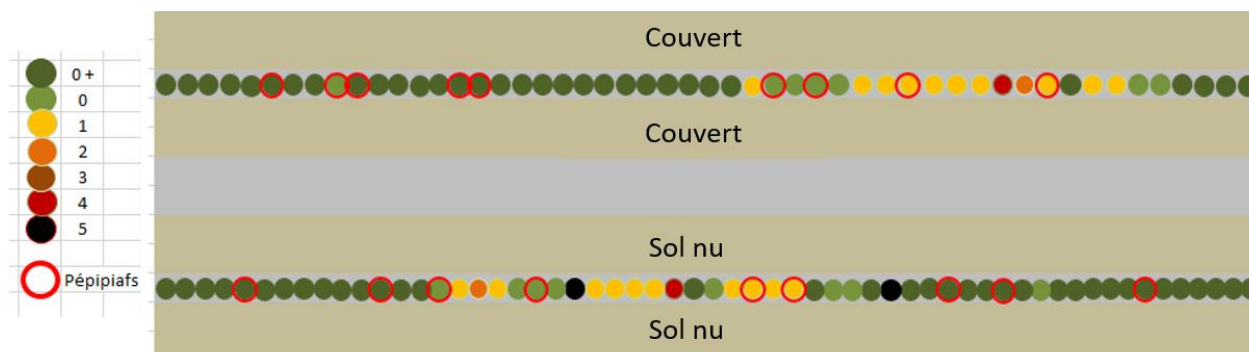 Couvert
0 +
0
1
2
3
4
5
Pépipiafs
Couvert
Sol nu
Sol nu